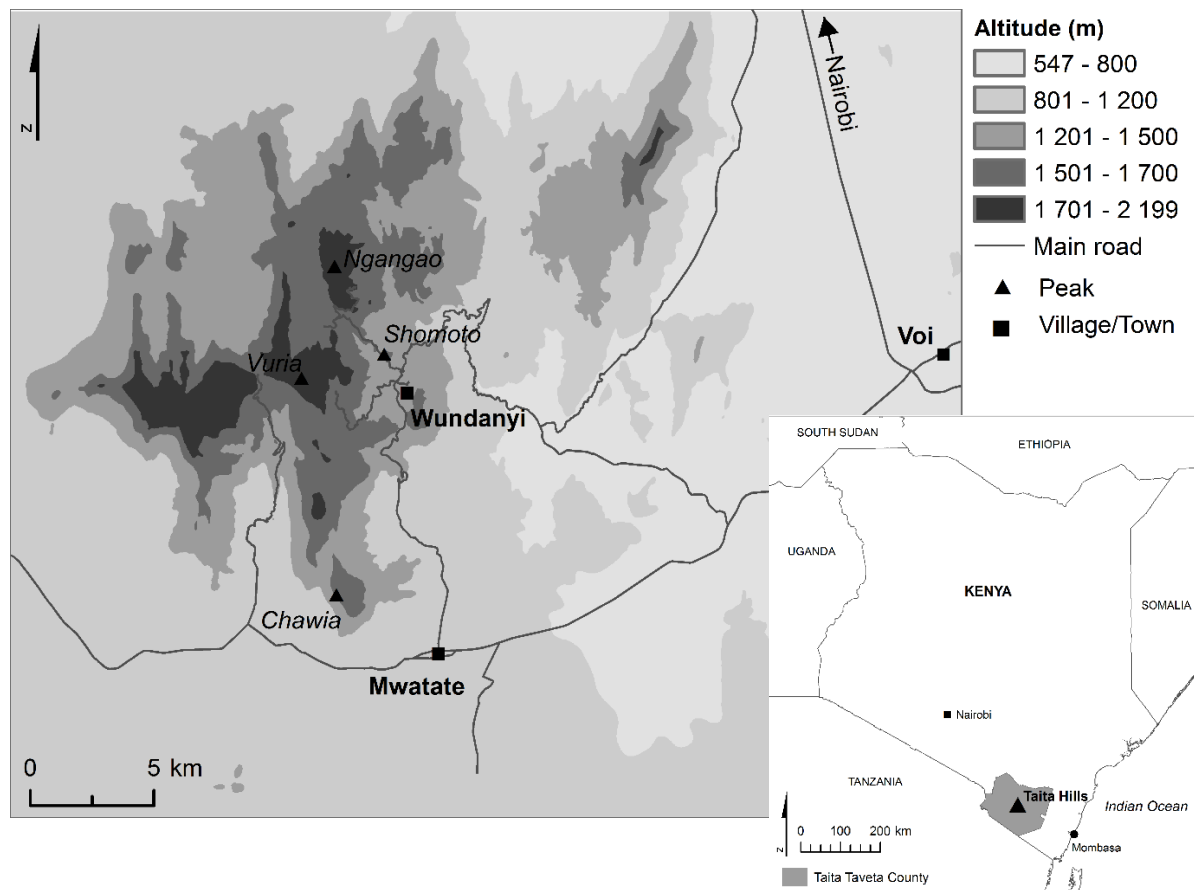 Altitude (m)
547 - 800
801 - 1 200
1 201 - 1 500
1 501 - 1 700
1 701 - 2 199
Main road
Peak
Village/Town
N
Nairobi
Ngangao
Shomoto
Vuria
Voi
Wundanyi
Chawia
Mwatate
0 5 km
SOUTH SUDAN
ETHIOPIA
UGANDA
KENYA
SOMALIA
Nairobi
TANZANIA
Taita Hills
Indian Ocean
Mombasa
N
0 100 200 km
Taita Taveta County